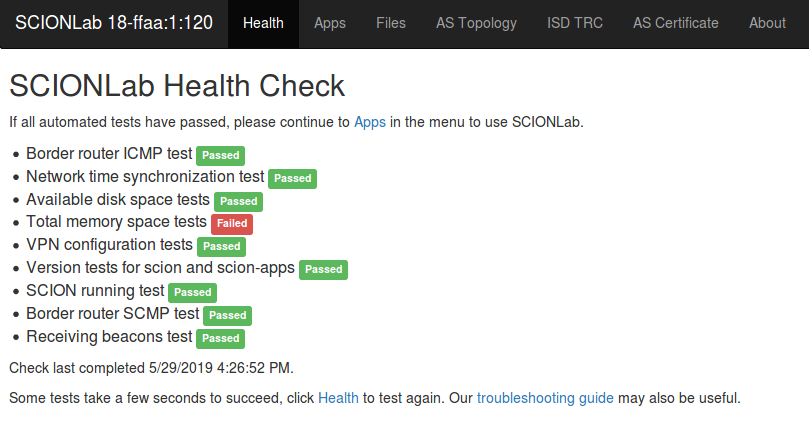 SCIONLab 18-ffaa:1:120 Health Apps Files AS Topology ISD TRC AS Certificate About
SCIONLab Health Check
If all automated tests have passed, please continue to Apps in the menu to use SCIONLab.
• Border router ICMP test Passed
• Network time synchronization test Passed
• Available disk space tests Passed
• Total memory space tests Failed
• VPN configuration tests Passed
• Version tests for scion and scion-apps Passed
• SCION running test Passed
• Border router SCMP test Passed
• Receiving beacons test Passed
Check last completed 5/29/2019 4:26:52 PM.
Some tests take a few seconds to succeed, click Health to test again. Our troubleshooting guide may also be useful.